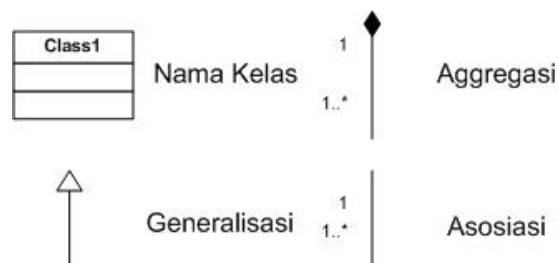 Class1
Nama Kelas
1
1..*
Aggregasi
Generalisasi
1
1..*
Asosiasi